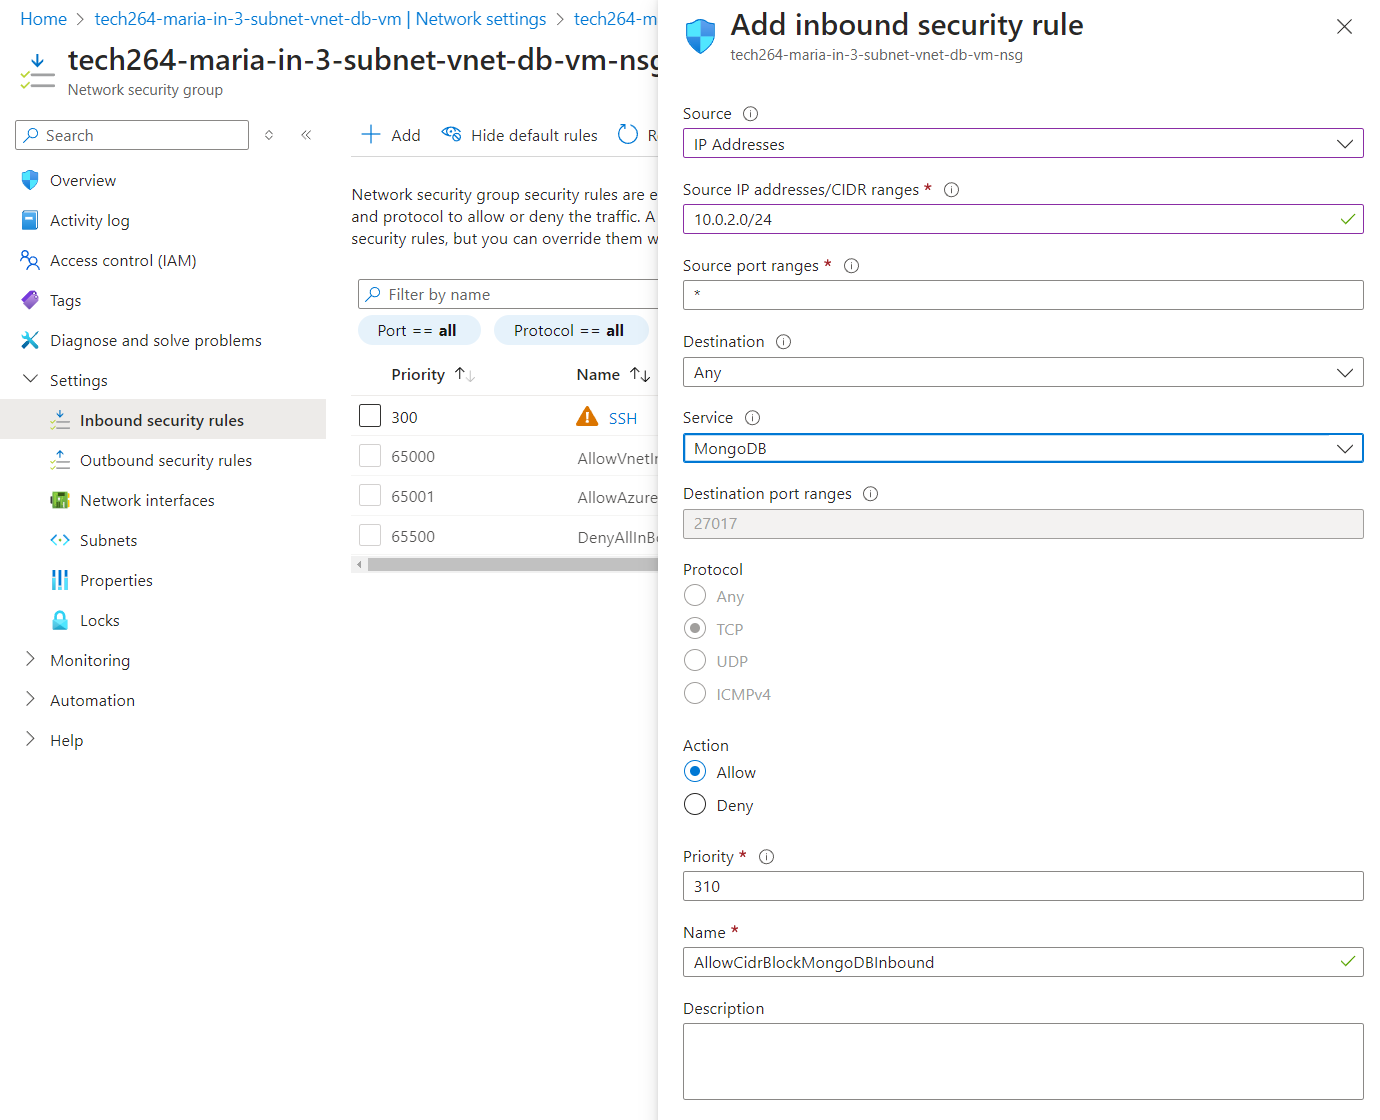 Home > tech264-maria-in-3-subnet-vnet-db-vm | Network settings > tech264-m
tech264-maria-in-3-subnet-vnet-db-vm-nsg
Network security group
Search
Overview
Activity log
Access control (IAM)
Tags
Diagnose and solve problems
Settings
Inbound security rules
Outbound security rules
Network interfaces
Subnets
Properties
Locks
Monitoring
Automation
Help
Add
Hide default rules
R
Network security group security rules are e
and protocol to allow or deny the traffic. A
security rules, but you can override them w
Filter by name
Port == all
Protocol == all
Priority Name
300 SSH
65000 AllowVnetIn
65001 AllowAzure
65500 DenyAllInB
Add inbound security rule
tech264-maria-in-3-subnet-vnet-db-vm-nsg
Source
IP Addresses
Source IP addresses/CIDR ranges *
10.0.2.0/24
Source port ranges *
*
Destination
Any
Service
MongoDB
Destination port ranges
27017
Protocol
Any
TCP
UDP
ICMPv4
Action
Allow
Deny
Priority *
310
Name *
AllowCidrBlockMongoDBInbound
Description